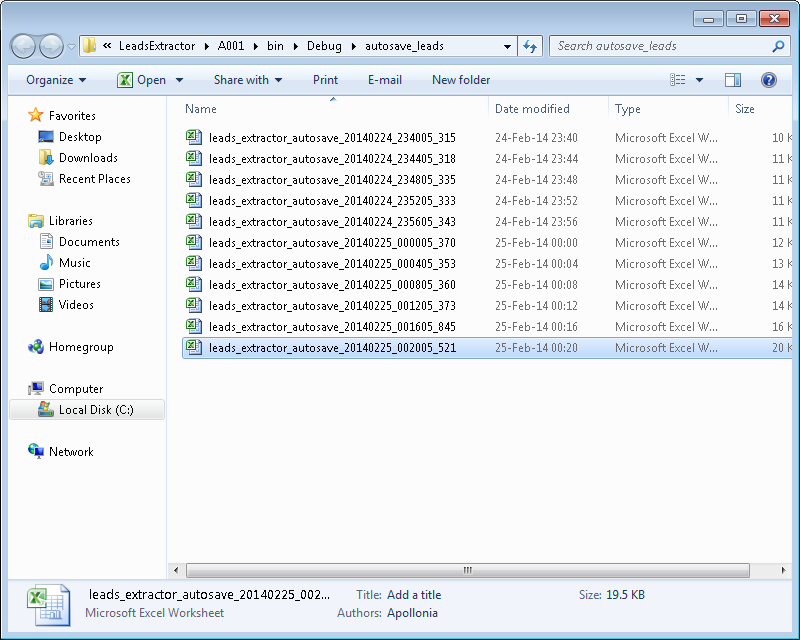 « LeadsExtractor ▸ A001 ▸ bin ▸ Debug ▸ autosave_leads
Search autosave_leads
Organize Open Share with Print E-mail New folder
Name Date modified Type Size
Favorites
Desktop
Downloads
Recent Places
Libraries
Documents
Music
Pictures
Videos
Homegroup
Computer
Local Disk (C:)
Network
leads_extractor_autosave_20140224_234005_315 24-Feb-14 23:40 Microsoft Excel W... 10 K
leads_extractor_autosave_20140224_234405_318 24-Feb-14 23:44 Microsoft Excel W... 11 K
leads_extractor_autosave_20140224_234805_335 24-Feb-14 23:48 Microsoft Excel W... 11 K
leads_extractor_autosave_20140224_235205_333 24-Feb-14 23:52 Microsoft Excel W... 11 K
leads_extractor_autosave_20140224_235605_343 24-Feb-14 23:56 Microsoft Excel W... 11 K
leads_extractor_autosave_20140225_000005_370 25-Feb-14 00:00 Microsoft Excel W... 12 K
leads_extractor_autosave_20140225_000405_353 25-Feb-14 00:04 Microsoft Excel W... 13 K
leads_extractor_autosave_20140225_000805_360 25-Feb-14 00:08 Microsoft Excel W... 14 K
leads_extractor_autosave_20140225_001205_373 25-Feb-14 00:12 Microsoft Excel W... 14 K
leads_extractor_autosave_20140225_001605_845 25-Feb-14 00:16 Microsoft Excel W... 16 K
leads_extractor_autosave_20140225_002005_521 25-Feb-14 00:20 Microsoft Excel W... 20 K
leads_extractor_autosave_20140225_002... Title: Add a title Size: 19.5 KB
Microsoft Excel Worksheet Authors: Apollonia